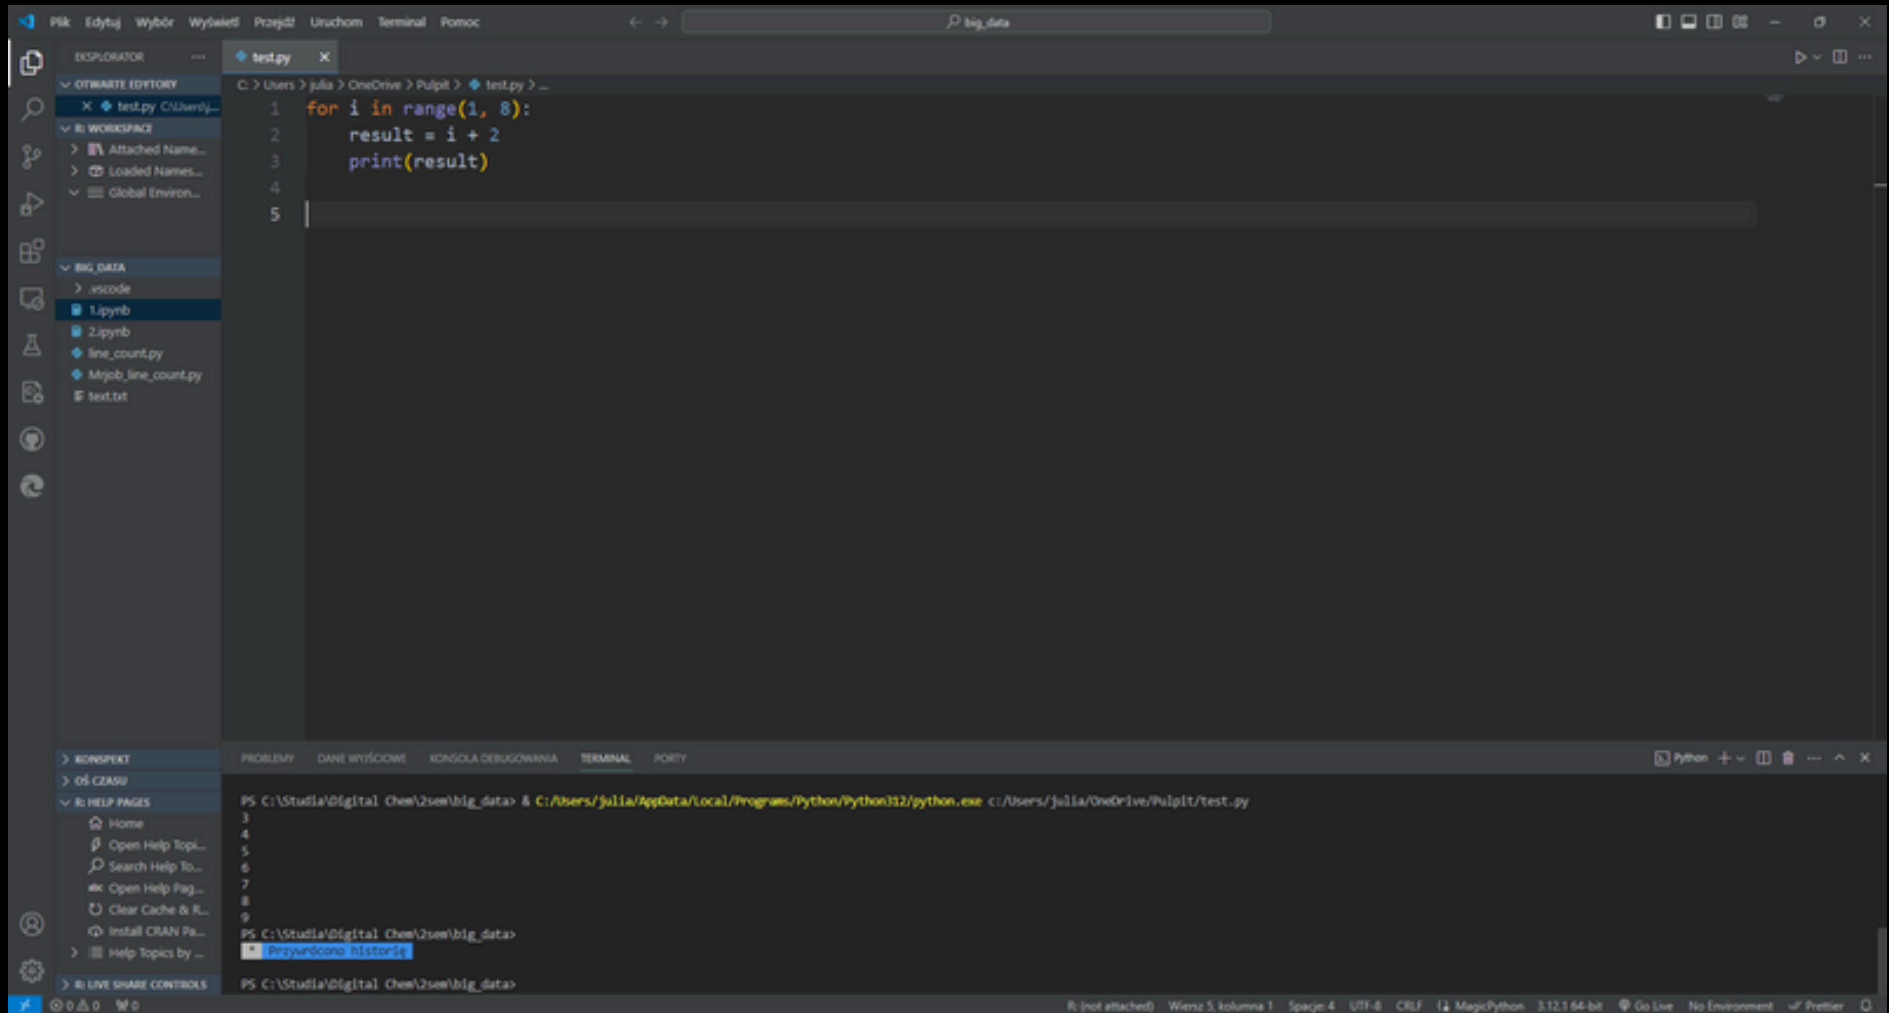 Plik Edytuj Wybór Wyświetl Przejdź Uruchom Terminal Pomoc
big_data
EKSPLORATOR
OTWARTE EDYTORY
test.py C:\Users\j...
R: WORKSPACE
Attached Name...
Loaded Names...
Global Environ...
BIG_DATA
.vscode
1.ipynb
2.ipynb
line_count.py
Mrjob_line_count.py
text.txt
KONSPEKT
OŚ CZASU
R: HELP PAGES
Home
Open Help Topi...
Search Help To...
abc Open Help Pag...
Clear Cache & R...
Install CRAN Pa...
Help Topics by ...
R: LIVE SHARE CONTROLS
test.py
C: > Users > julia > OneDrive > Pulpit > test.py > ...
1 for i in range(1, 8):
2     result = i + 2
3     print(result)
4
5
PROBLEMY DANE WYJŚCIOWE KONSOLA DEBUGOWANIA TERMINAL PORTY
Python
PS C:\Studia\Digital Chem\2sem\big_data> & C:/Users/julia/AppData/Local/Programs/Python/Python312/python.exe c:/Users/julia/OneDrive/Pulpit/test.py
3
4
5
6
7
8
9
PS C:\Studia\Digital Chem\2sem\big_data>
* Przywrócono historię
PS C:\Studia\Digital Chem\2sem\big_data>
0 0 0 R: (not attached) Wiersz 5, kolumna 1 Spacje: 4 UTF-8 CRLF MagicPython 3.12.1 64-bit Go Live No Environment Prettier